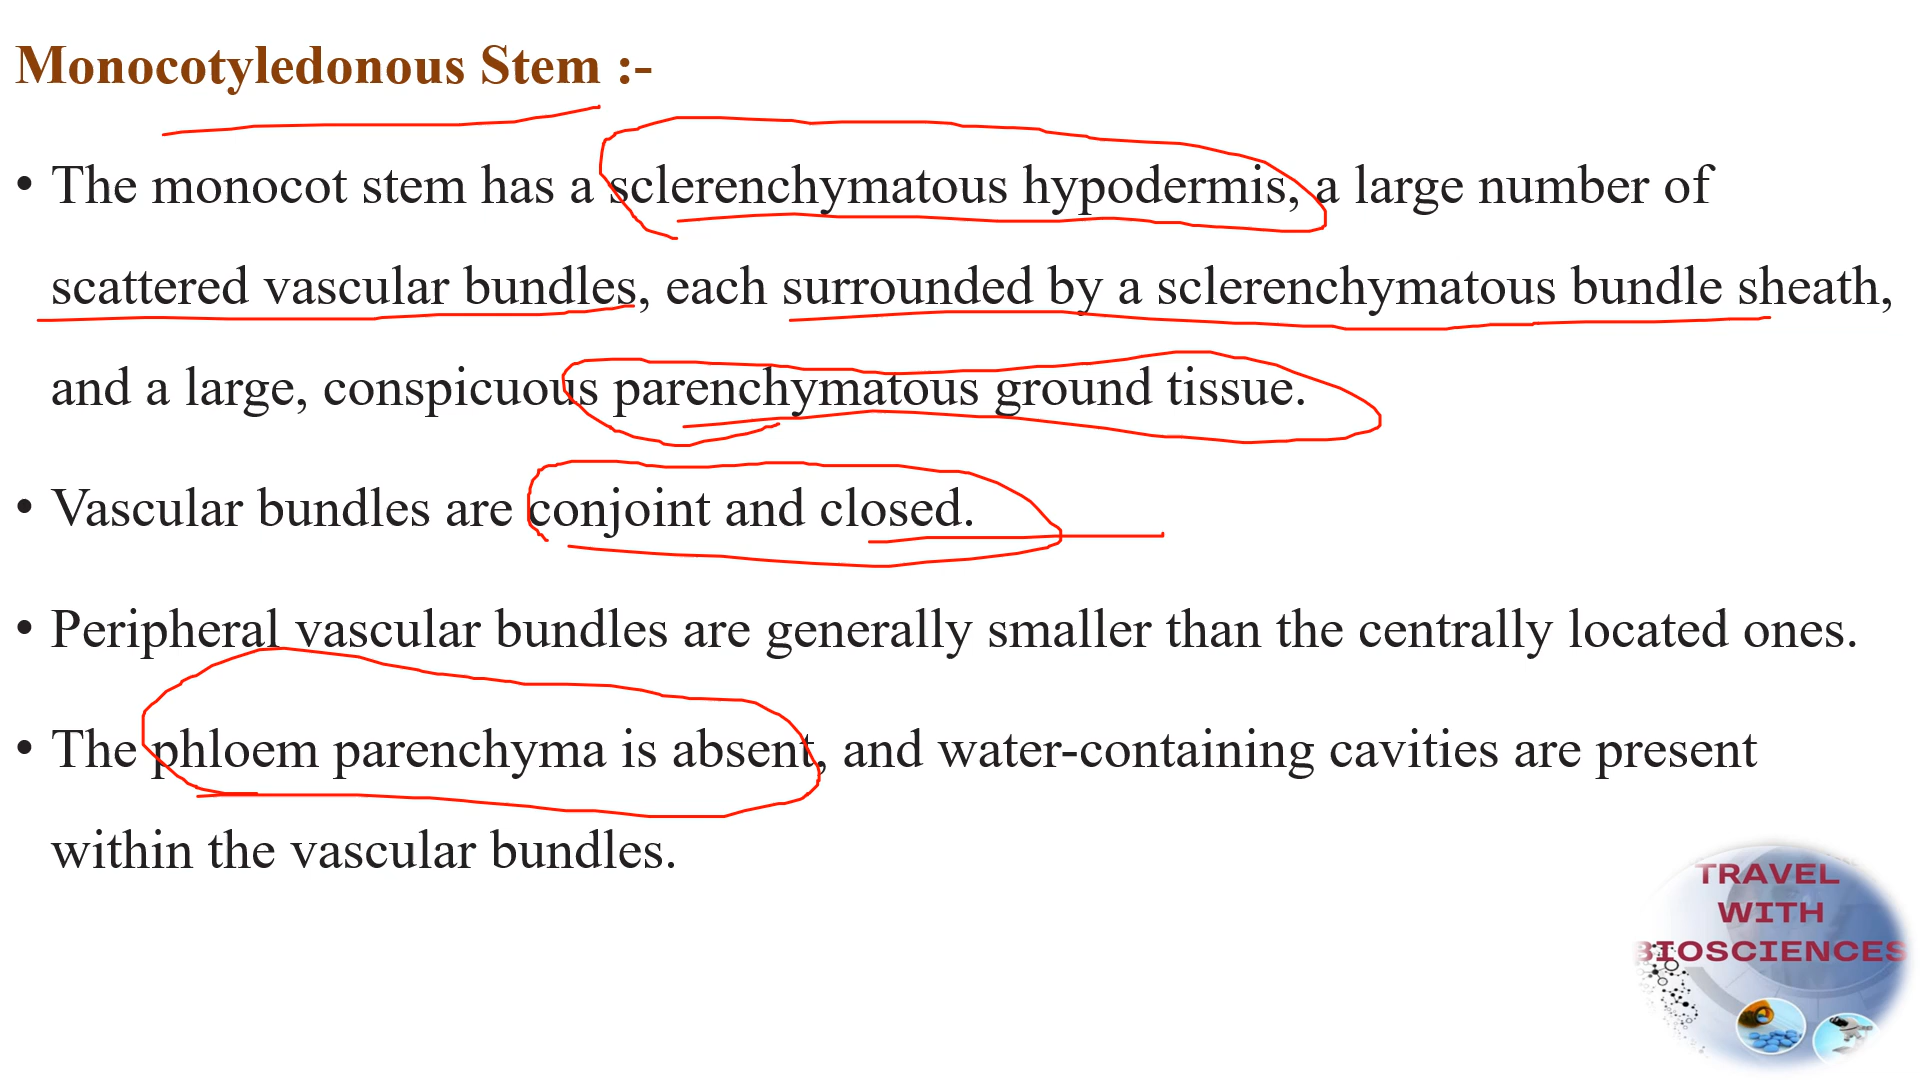 Monocotyledonous Stem :-
• The monocot stem has a sclerenchymatous hypodermis, a large number of
scattered vascular bundles, each surrounded by a sclerenchymatous bundle sheath,
and a large, conspicuous parenchymatous ground tissue.
• Vascular bundles are conjoint and closed.
• Peripheral vascular bundles are generally smaller than the centrally located ones.
• The phloem parenchyma is absent, and water-containing cavities are present
within the vascular bundles.
TRAVEL
WITH
BIOSCIENCES